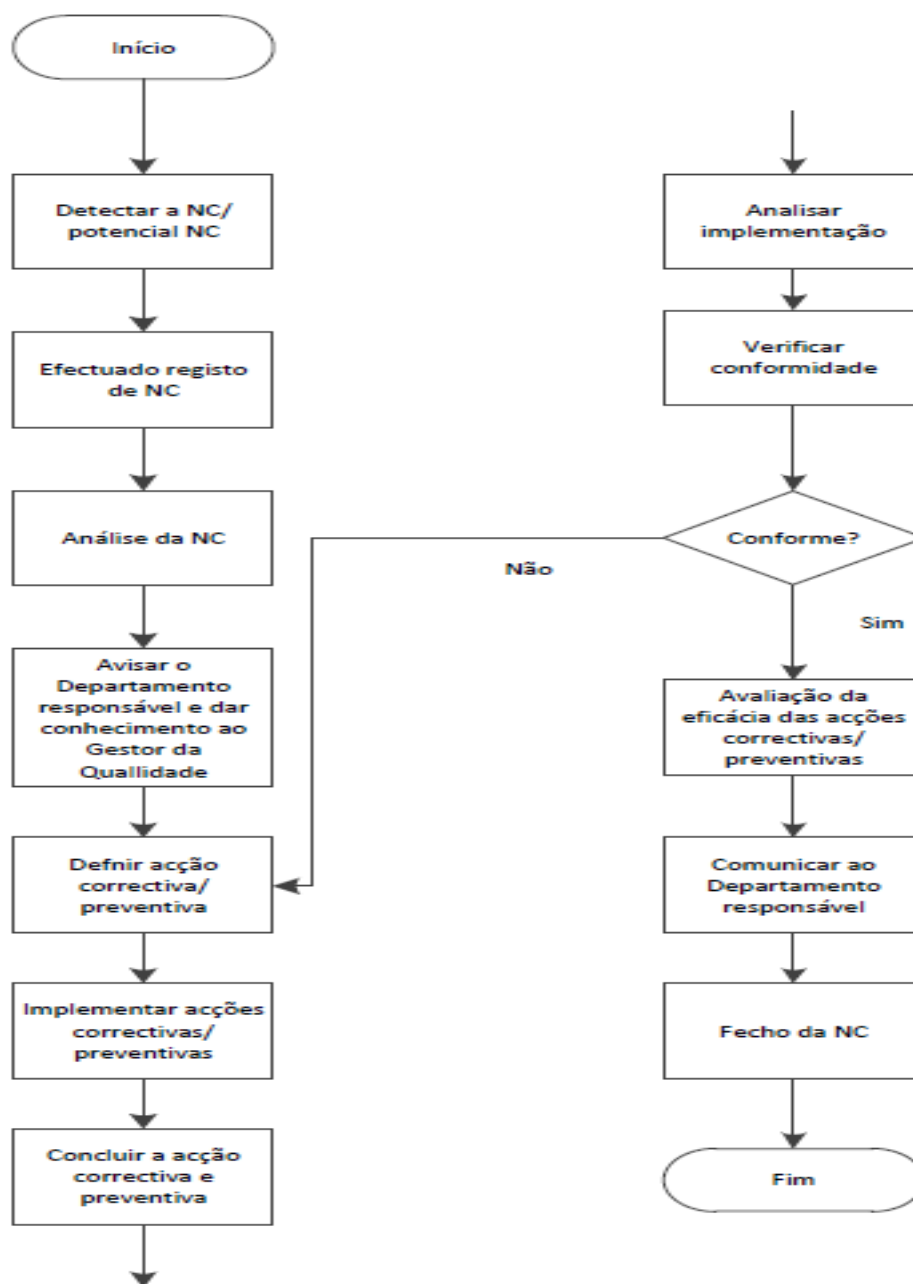 Início
Detectar a NC/
potencial NC
Efectuado registo
de NC
Análise da NC
Avisar o
Departamento
responsável e dar
conhecimento ao
Gestor da
Quallidade
Defnir acção
correctiva/
preventiva
Implementar acções
correctivas/
preventivas
Concluir a acção
correctiva e
preventiva
Analisar
implementação
Verificar
conformidade
Conforme?
Não
Sim
Avaliação da
eficácia das acções
correctivas/
preventivas
Comunicar ao
Departamento
responsável
Fecho da NC
Fim